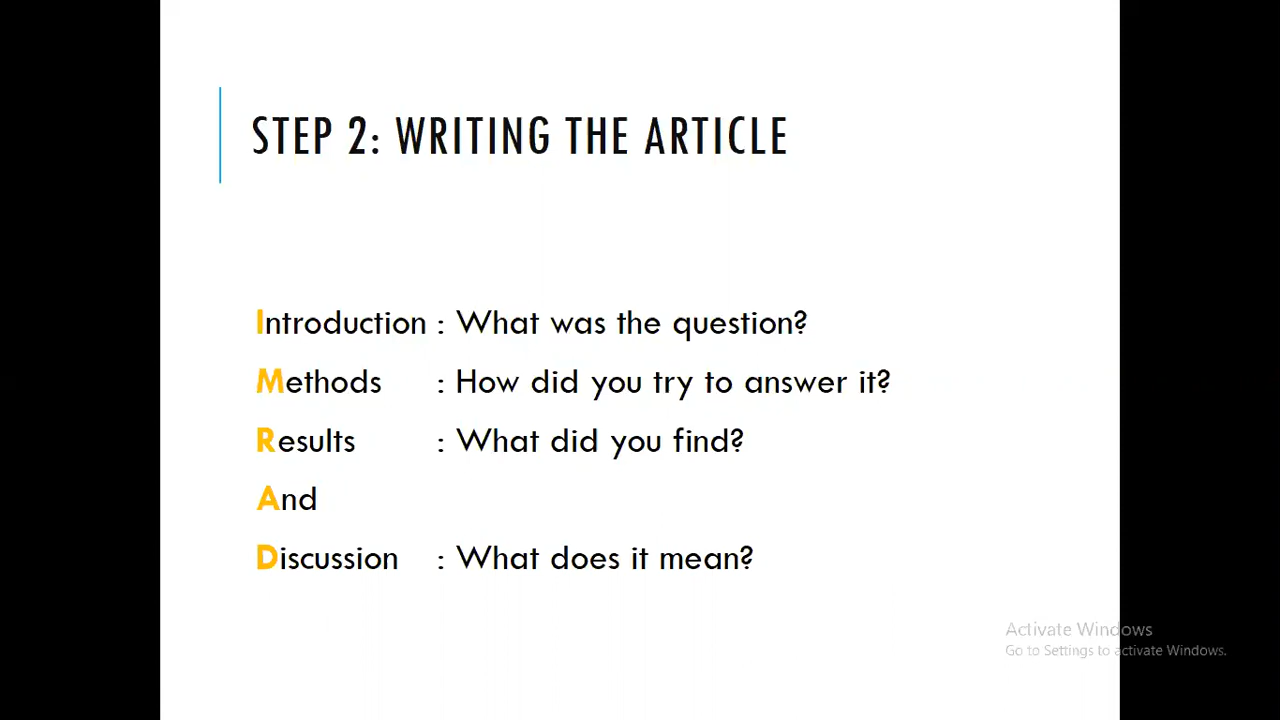 STEP 2: WRITING THE ARTICLE
Introduction : What was the question?
Methods : How did you try to answer it?
Results : What did you find?
And
Discussion : What does it mean?
Activate Windows
Go to Settings to activate Windows.